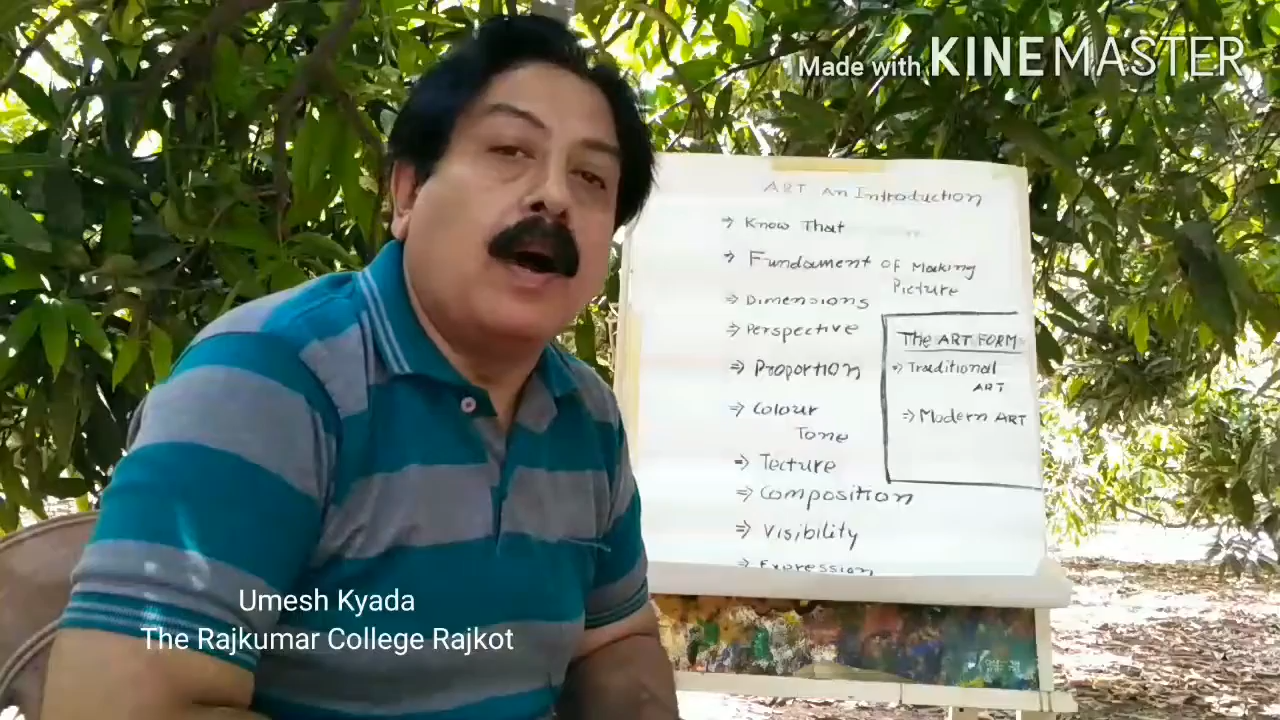 Made with KINEMASTER
ART An Introduction
⇒ Know That
⇒ Fundament of Making
Picture
⇒ Dimensions
⇒ Perspective
⇒ Proportion
⇒ Colour
Tone
⇒ Tecture
⇒ Composition
⇒ Visibility
⇒ Expression
The ART FORM
⇒ Traditional
ART
⇒ Modern ART
Umesh Kyada
The Rajkumar College Rajkot